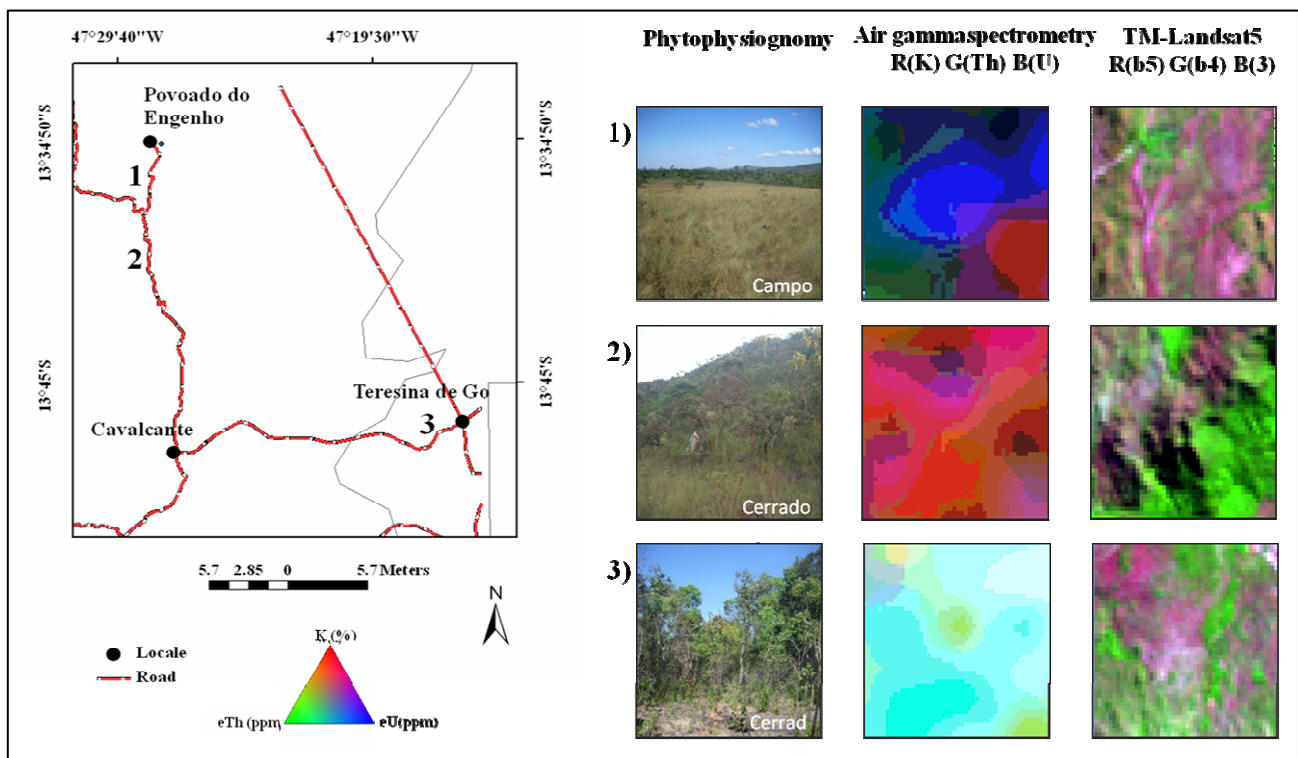 47°29'40"W
47°19'30"W
Povoado do
Engenho
13°34'50"S
13°34'50"S
1
2
13°45'S
13°45'S
Teresina de Go
3
Cavalcante
5.7 2.85 0 5.7 Meters
N
Locale
Road
K (%)
eTh (ppm)
eU(ppm)
Phytophysiognomy
Air gammaspectrometry
R(K) G(Th) B(U)
TM-Landsat5
R(b5) G(b4) B(3)
1)
Campo
2)
Cerrado
3)
Cerrad